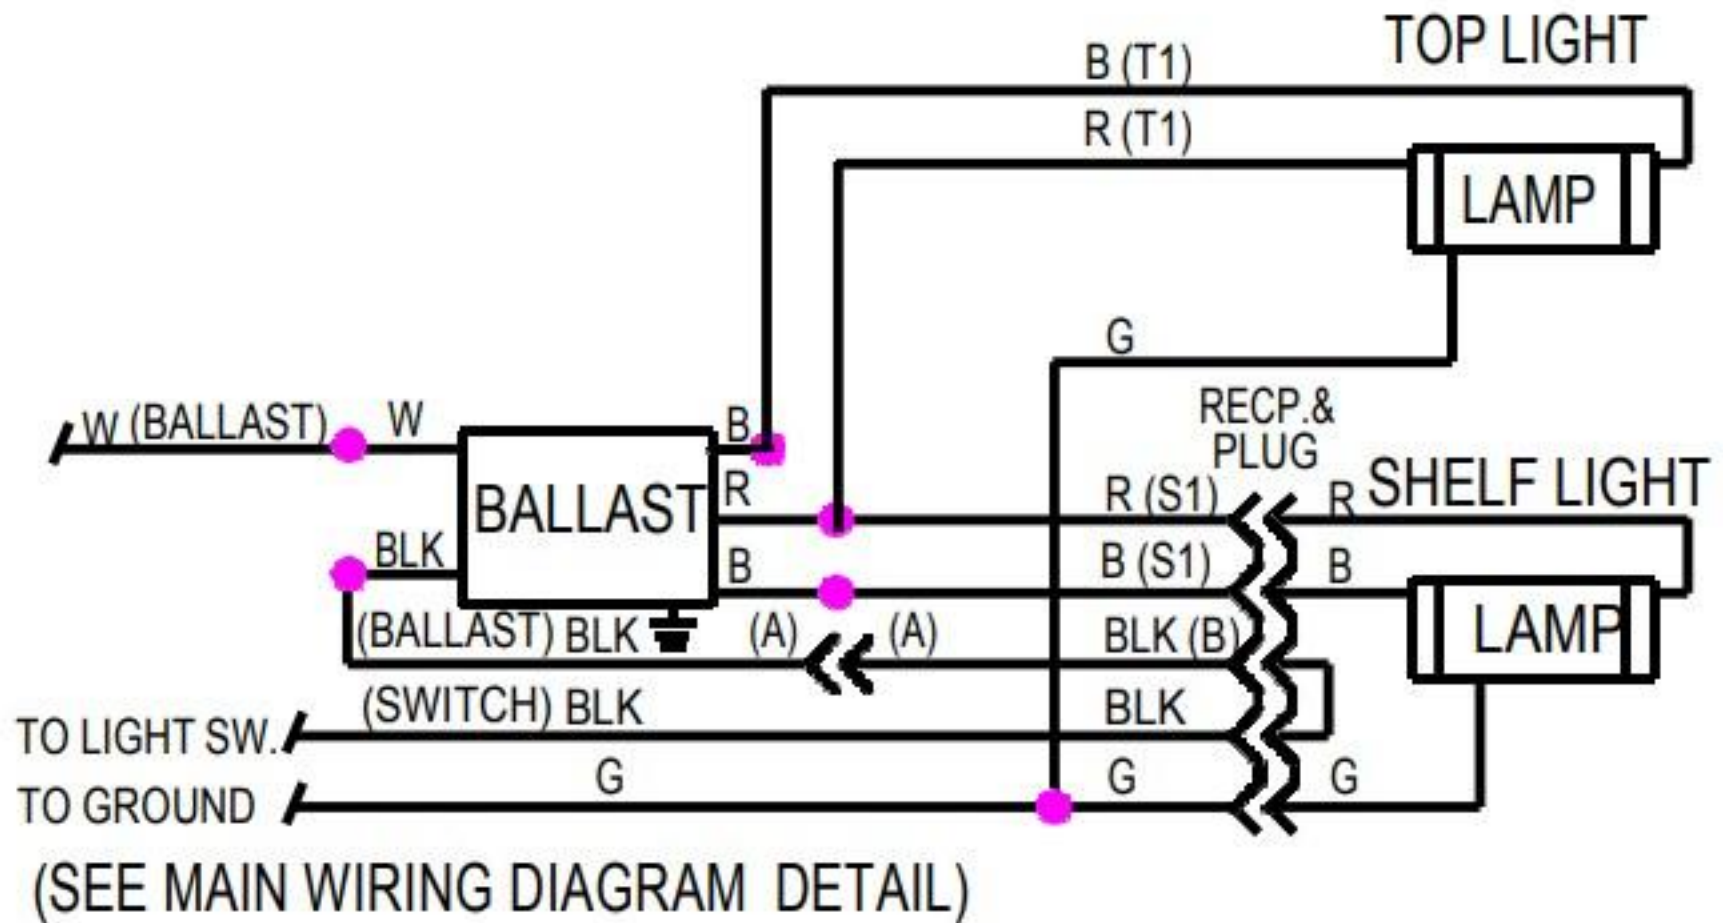 TOP LIGHT
B (T1)
R (T1)
LAMP
G
RECP.&
PLUG
W (BALLAST) W
B
BALLAST
R
R (S1) R SHELF LIGHT
BLK
B
B (S1) B
LAMP
(BALLAST) BLK (A) (A) BLK (B)
(SWITCH) BLK BLK
TO LIGHT SW.
G G G
TO GROUND
(SEE MAIN WIRING DIAGRAM DETAIL)